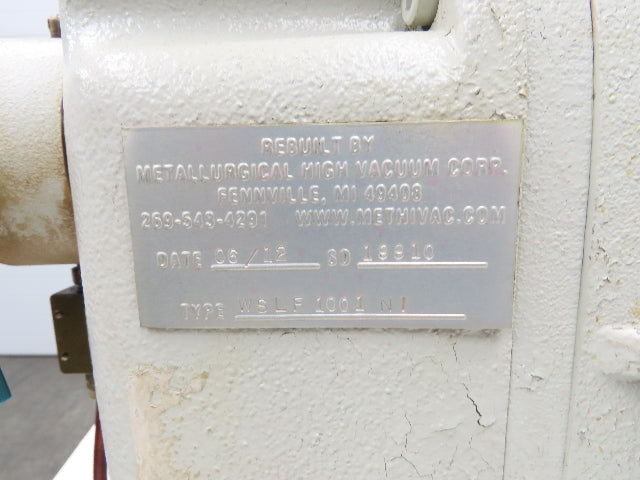 REBUILT BY
METALLURGICAL HIGH VACUUM CORP.
FENNVILLE, MI 49408
269-543-4291 WWW.METHIVAC.COM
DATE 06/12 SO 19910
TYPE WSLF 1001 NI